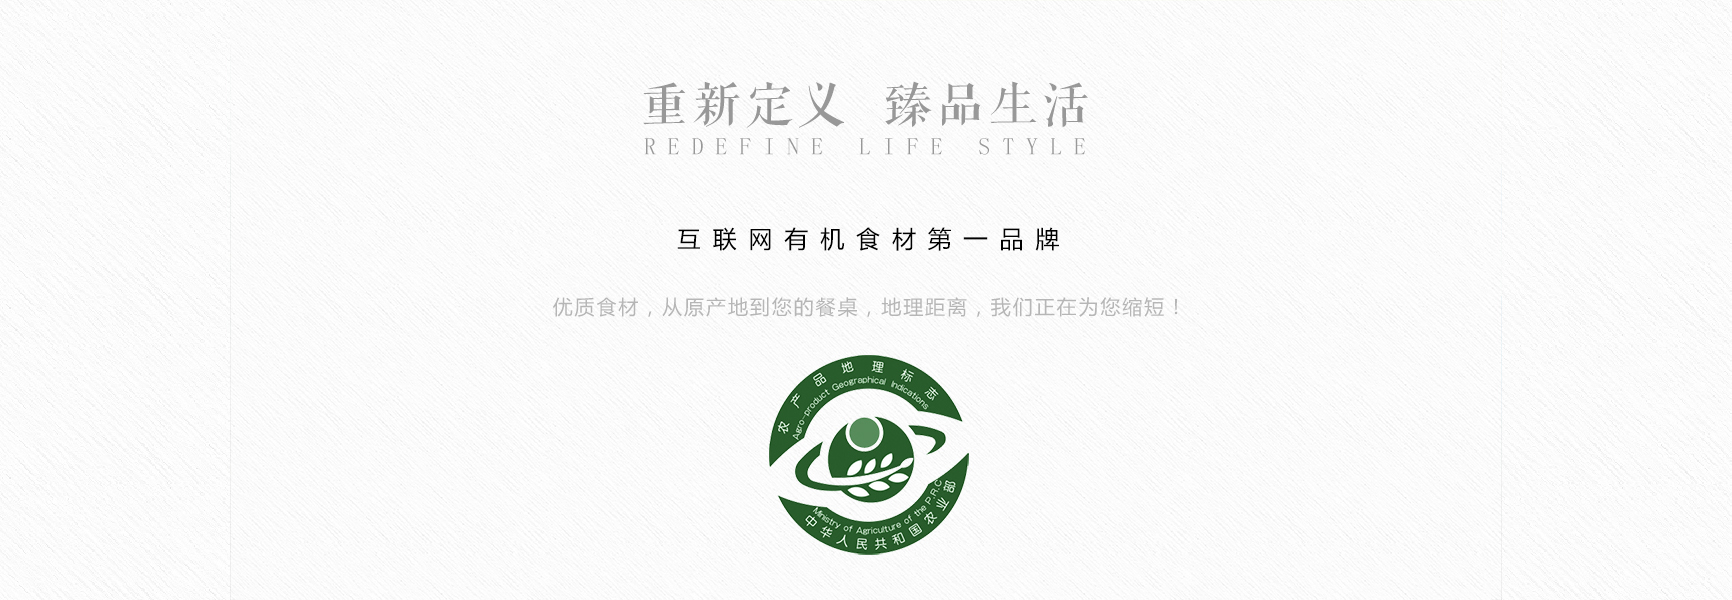 重新定义 臻品生活
REDEFINE LIFE STYLE
互联网有机食材第一品牌
优质食材，从原产地到您的餐桌，地理距离，我们正在为您缩短！
农产品地理标志
Agro-product Geographical Indications
Ministry of Agriculture of the P.R.C
中华人民共和国农业部